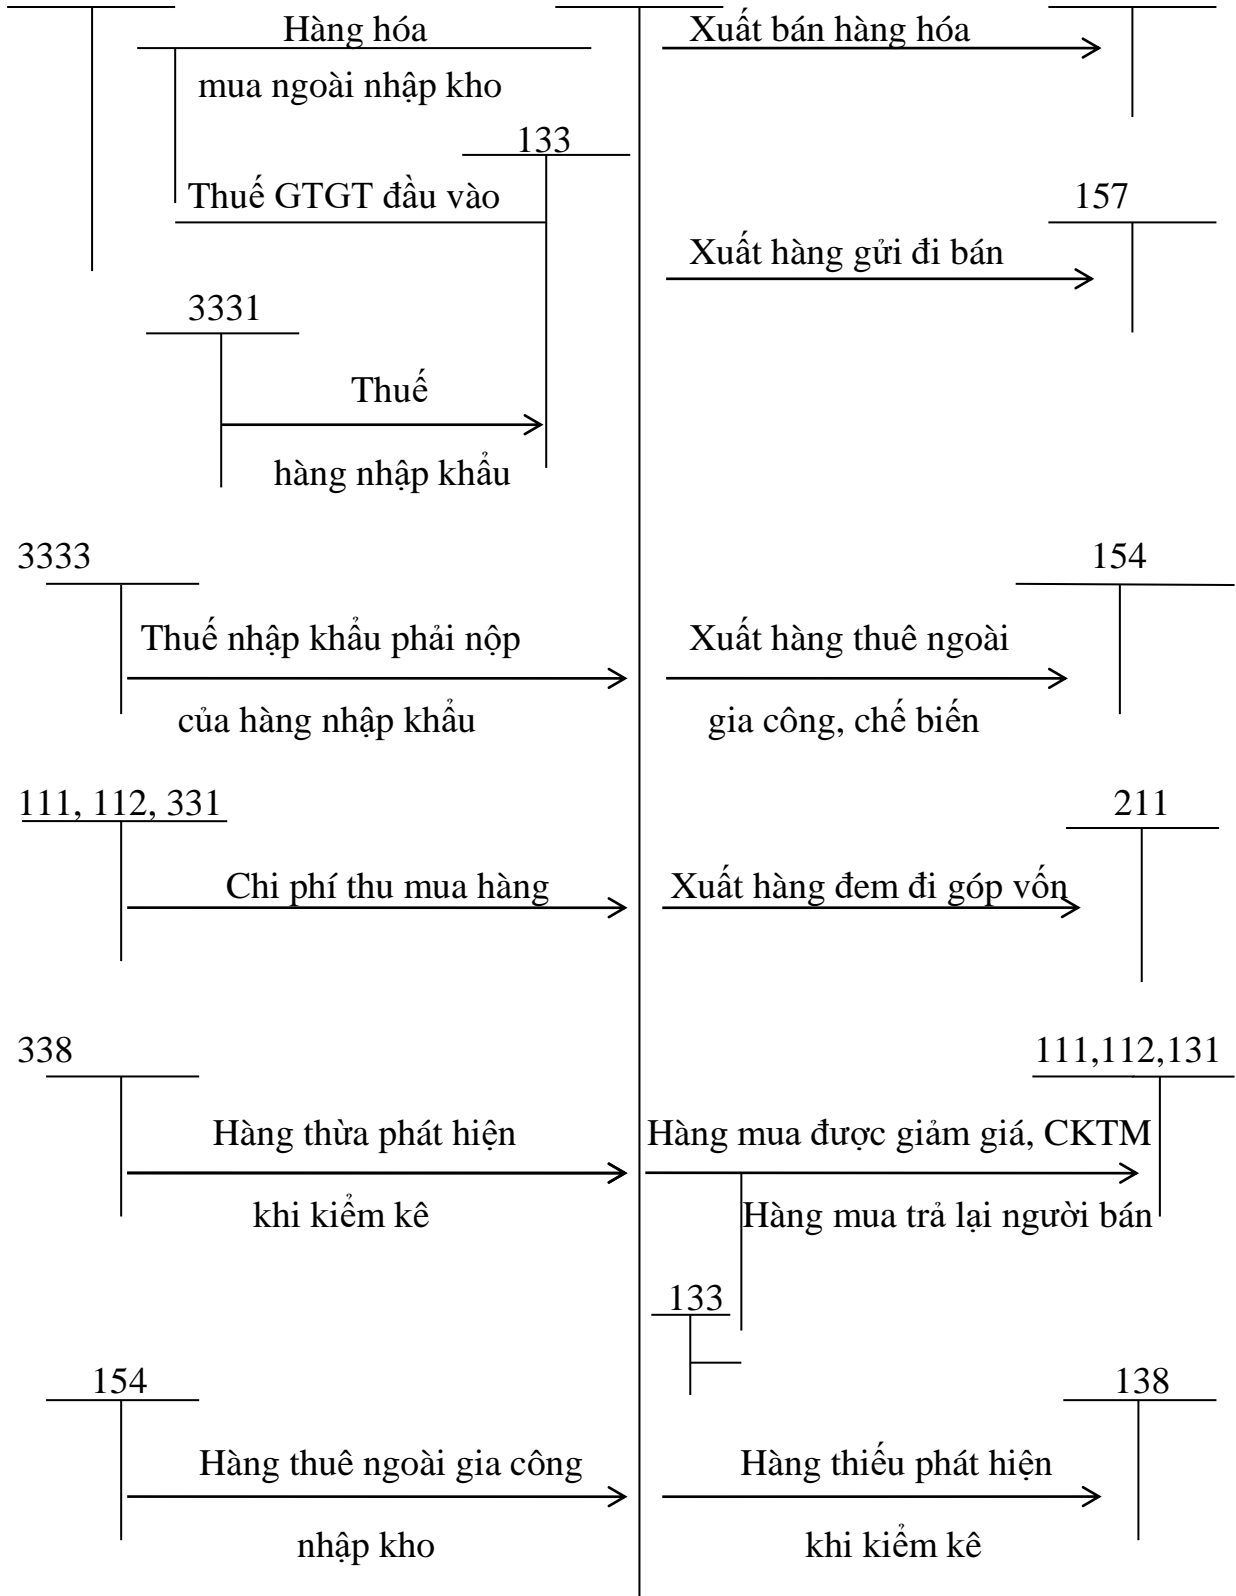 Hàng hóa
Xuất bán hàng hóa
mua ngoài nhập kho
133
Thuế GTGT đầu vào
157
Xuất hàng gửi đi bán
3331
Thuế
hàng nhập khẩu
3333
154
Thuế nhập khẩu phải nộp
Xuất hàng thuê ngoài
của hàng nhập khẩu
gia công, chế biến
111, 112, 331
211
Chi phí thu mua hàng
Xuất hàng đem đi góp vốn
338
111,112,131
Hàng thừa phát hiện
Hàng mua được giảm giá, CKTM
khi kiểm kê
Hàng mua trả lại người bán
133
154
138
Hàng thuê ngoài gia công
Hàng thiếu phát hiện
nhập kho
khi kiểm kê